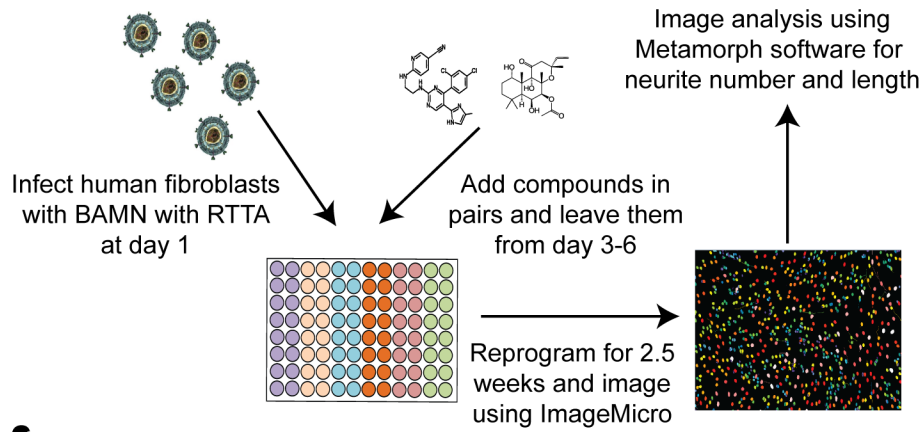 Infect human fibroblasts
with BAMN with RTTA
at day 1
Add compounds in
pairs and leave them
from day 3-6
Reprogram for 2.5
weeks and image
using ImageMicro
Image analysis using
Metamorph software for
neurite number and length